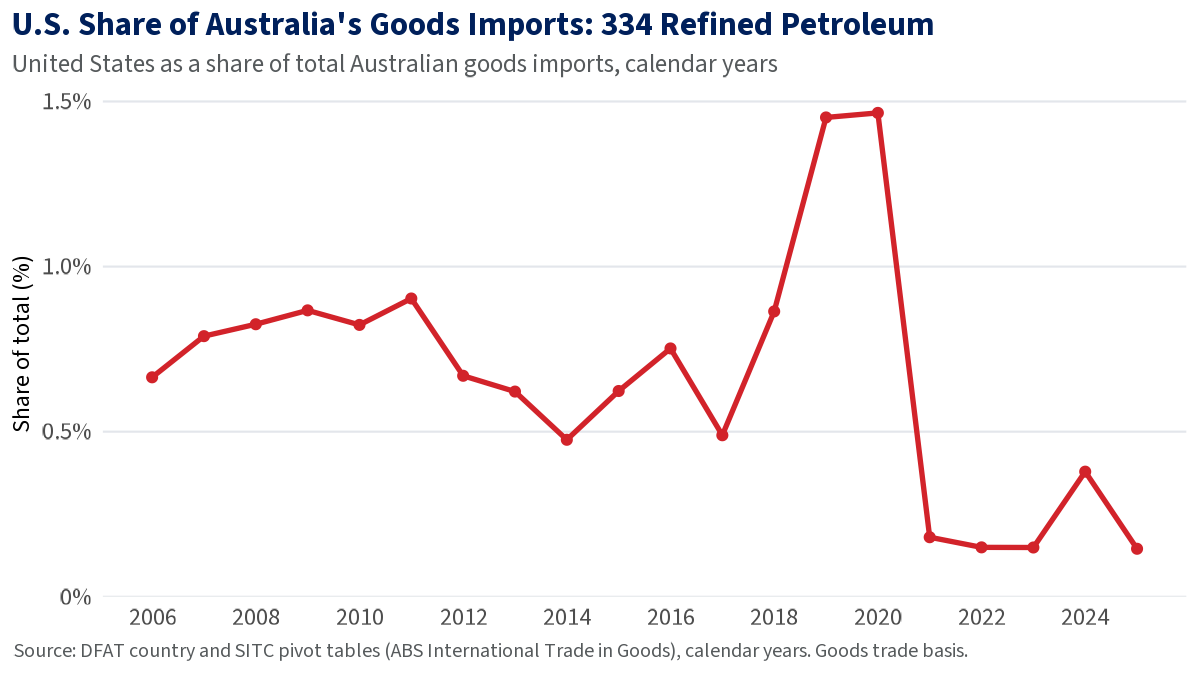 U.S. Share of Australia's Goods Imports: 334 Refined Petroleum
United States as a share of total Australian goods imports, calendar years
Share of total (%)
1.5%
1.0%
0.5%
0%
2006 2008 2010 2012 2014 2016 2018 2020 2022 2024
Source: DFAT country and SITC pivot tables (ABS International Trade in Goods), calendar years. Goods trade basis.